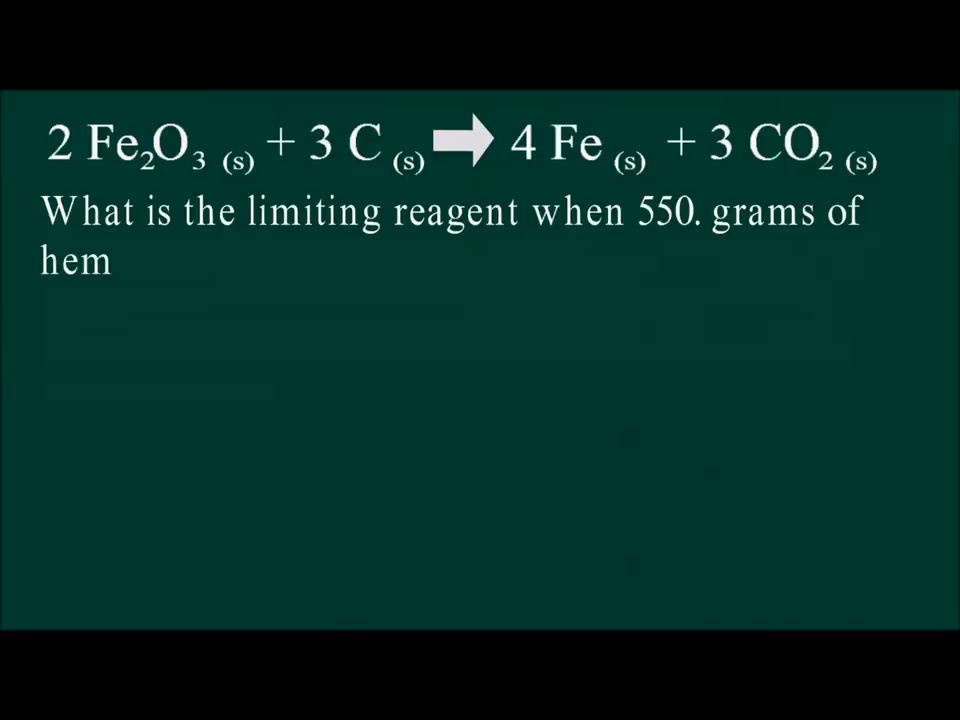 2 Fe₂O₃ (s) + 3 C (s) ➡ 4 Fe (s) + 3 CO₂ (s)
What is the limiting reagent when 550. grams of
hem